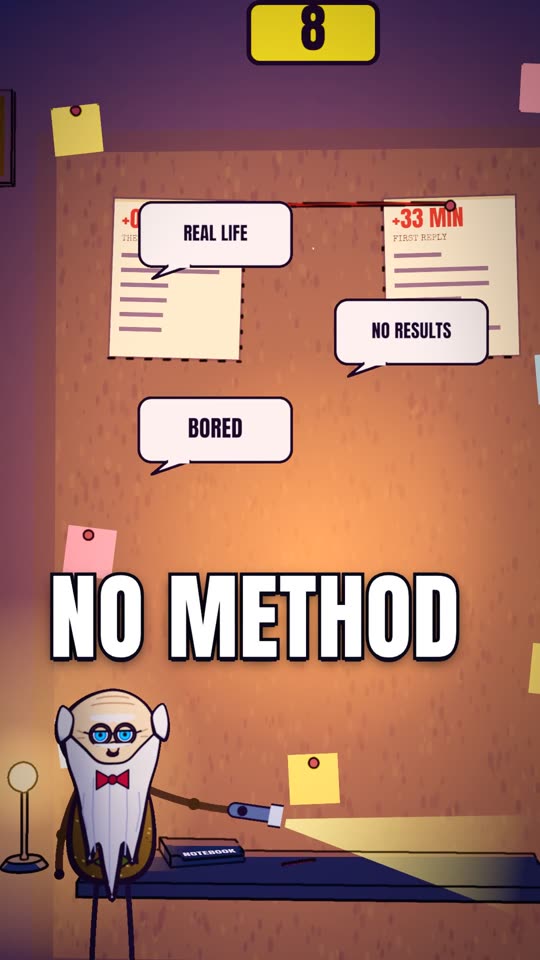 8
+33 MIN
FIRST REPLY
REAL LIFE
NO RESULTS
BORED
NO METHOD
NOTEBOOK